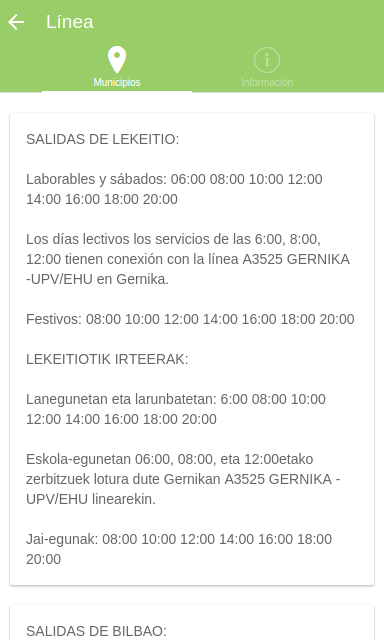 Línea
Municipios
Información
SALIDAS DE LEKEITIO:
Laborables y sábados: 06:00 08:00 10:00 12:00
14:00 16:00 18:00 20:00
Los días lectivos los servicios de las 6:00, 8:00,
12:00 tienen conexión con la línea A3525 GERNIKA
-UPV/EHU en Gernika.
Festivos: 08:00 10:00 12:00 14:00 16:00 18:00 20:00
LEKEITIOTIK IRTEERAK:
Lanegunetan eta larunbatetan: 6:00 08:00 10:00
12:00 14:00 16:00 18:00 20:00
Eskola-egunetan 06:00, 08:00, eta 12:00etako
zerbitzuek lotura dute Gernikan A3525 GERNIKA -
UPV/EHU linearekin.
Jai-egunak: 08:00 10:00 12:00 14:00 16:00 18:00
20:00
SALIDAS DE BILBAO: